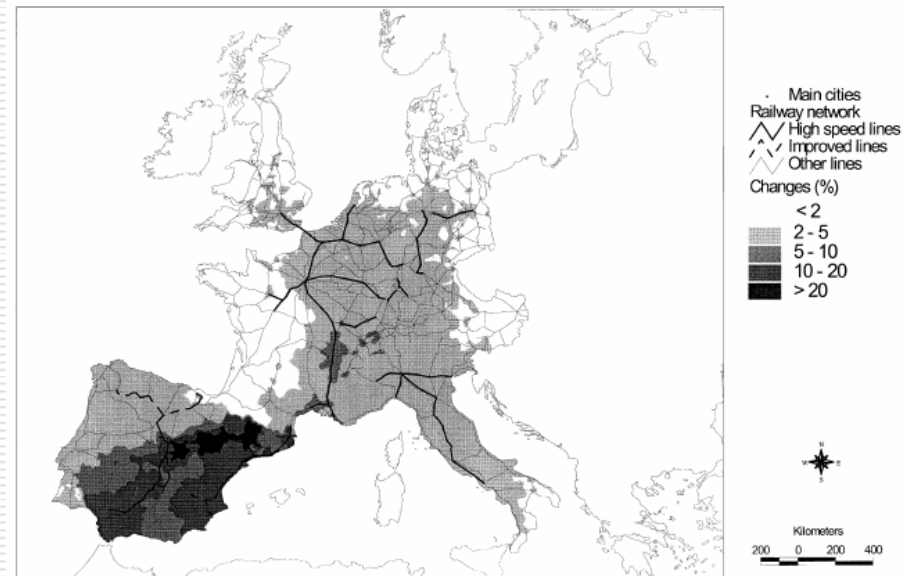 Main cities
Railway network
High speed lines
Improved lines
Other lines
Changes (%)
< 2
2 - 5
5 - 10
10 - 20
> 20
N
W E
S
Kilometers
200 0 200 400